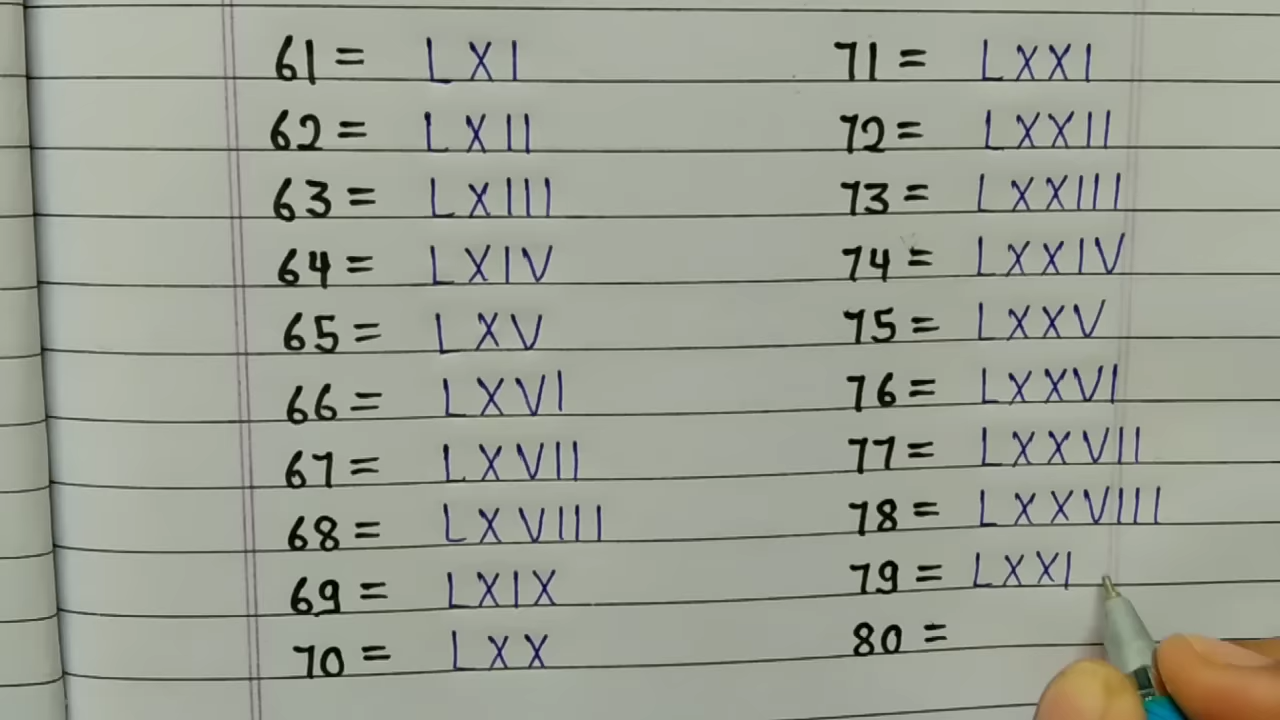 61 = LXI
62 = LXII
63 = LXIII
64 = LXIV
65 = LXV
66 = LXVI
67 = LXVII
68 = LXVIII
69 = LXIX
70 = LXX
71 = LXXI
72 = LXXII
73 = LXXIII
74 = LXXIV
75 = LXXV
76 = LXXVI
77 = LXXVII
78 = LXXVIII
79 = LXXI
80 =